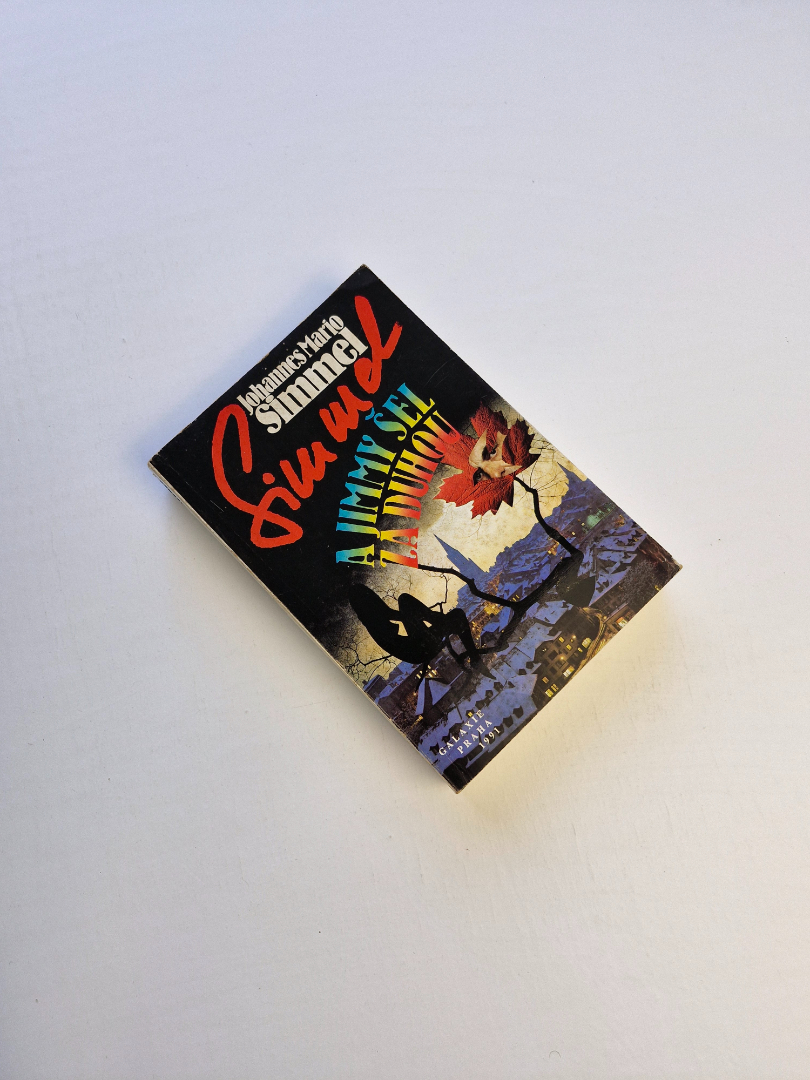 Johannes Mario
Simmel
Simmel
A JIMMY ŠEL
ZA DUHOU
GALAXIE
PRAHA
1991